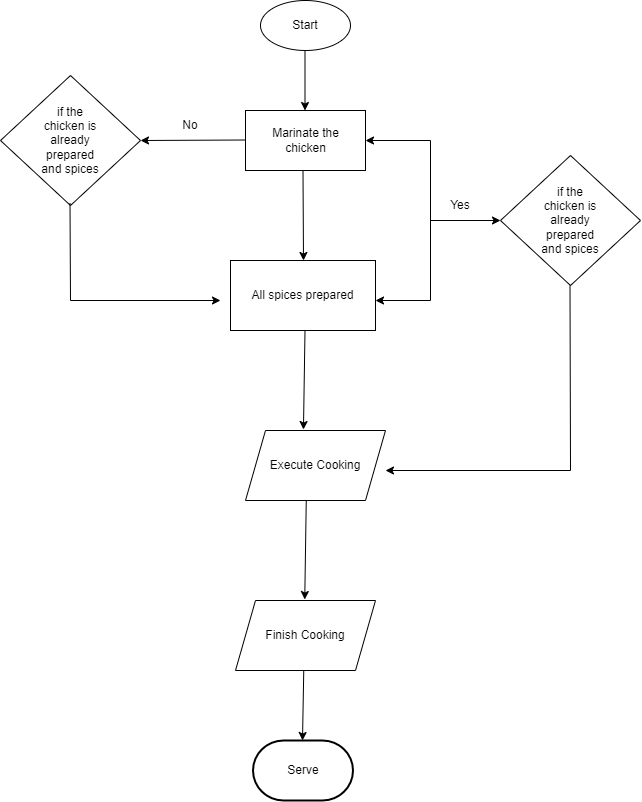 Start
if the
chicken is
already
prepared
and spices
No
Marinate the
chicken
Yes
if the
chicken is
already
prepared
and spices
All spices prepared
Execute Cooking
Finish Cooking
Serve